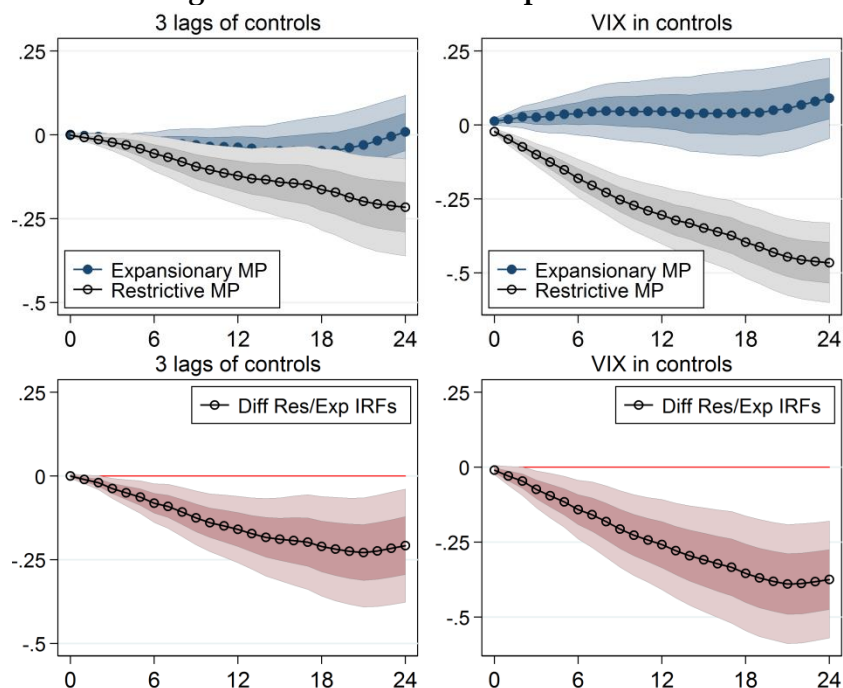 3 lags of controls
.25
0
-.25
-.5
Expansionary MP
Restrictive MP
0 6 12 18 24
VIX in controls
.25
0
-.25
-.5
Expansionary MP
Restrictive MP
0 6 12 18 24
3 lags of controls
.25
0
-.25
-.5
Diff Res/Exp IRFs
0 6 12 18 24
VIX in controls
.25
0
-.25
-.5
Diff Res/Exp IRFs
0 6 12 18 24